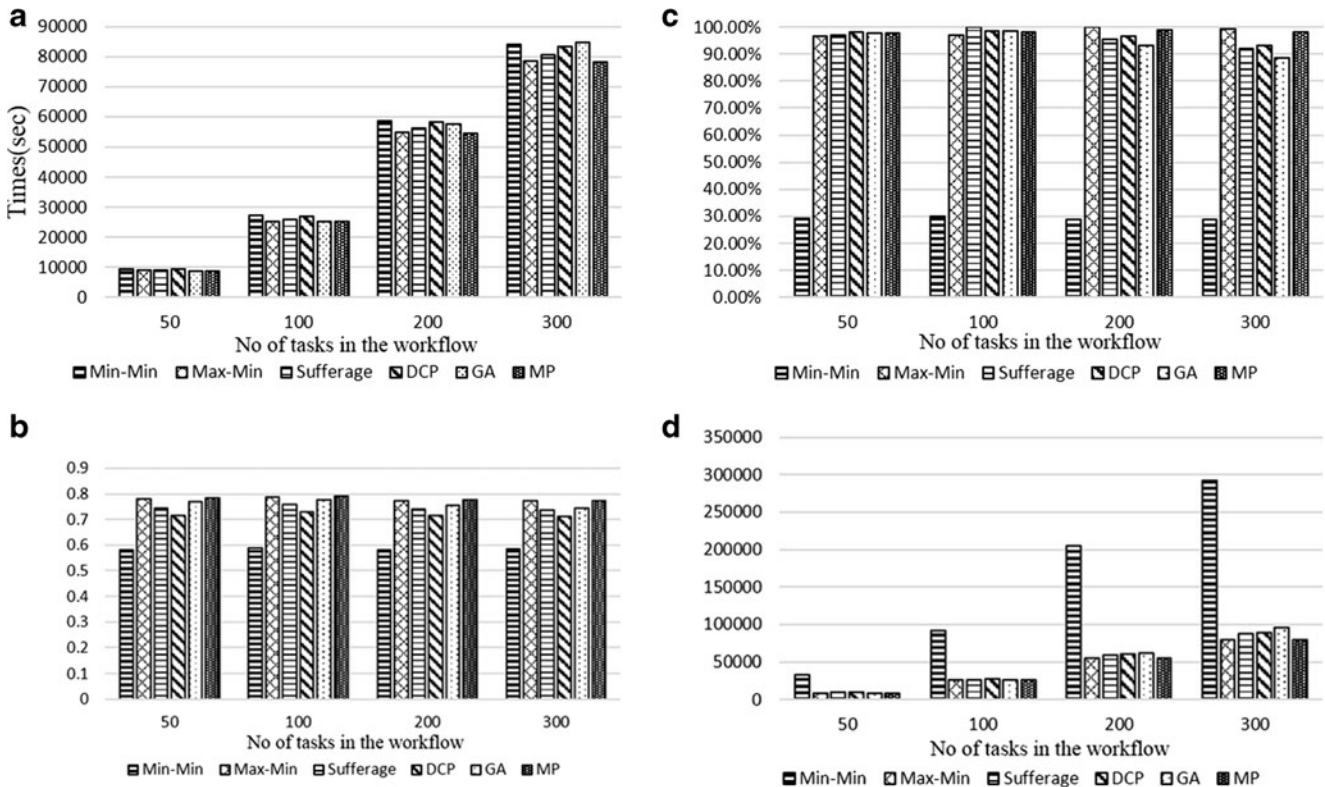 a
90000
80000
70000
60000
50000
40000
30000
20000
10000
0
Times(sec)
50 100 200 300
No of tasks in the workflow
Min-Min Max-Min Sufferage DCP GA MP
c
100.00%
90.00%
80.00%
70.00%
60.00%
50.00%
40.00%
30.00%
20.00%
10.00%
0.00%
50 100 200 300
No of tasks in the workflow
Min-Min Max-Min Sufferage DCP GA MP
b
0.9
0.8
0.7
0.6
0.5
0.4
0.3
0.2
0.1
0
50 100 200 300
No of tasks in the workflow
Min-Min Max-Min Sufferage DCP GA MP
d
350000
300000
250000
200000
150000
100000
50000
0
50 100 200 300
No of tasks in the workflow
Min-Min Max-Min Sufferage DCP GA MP